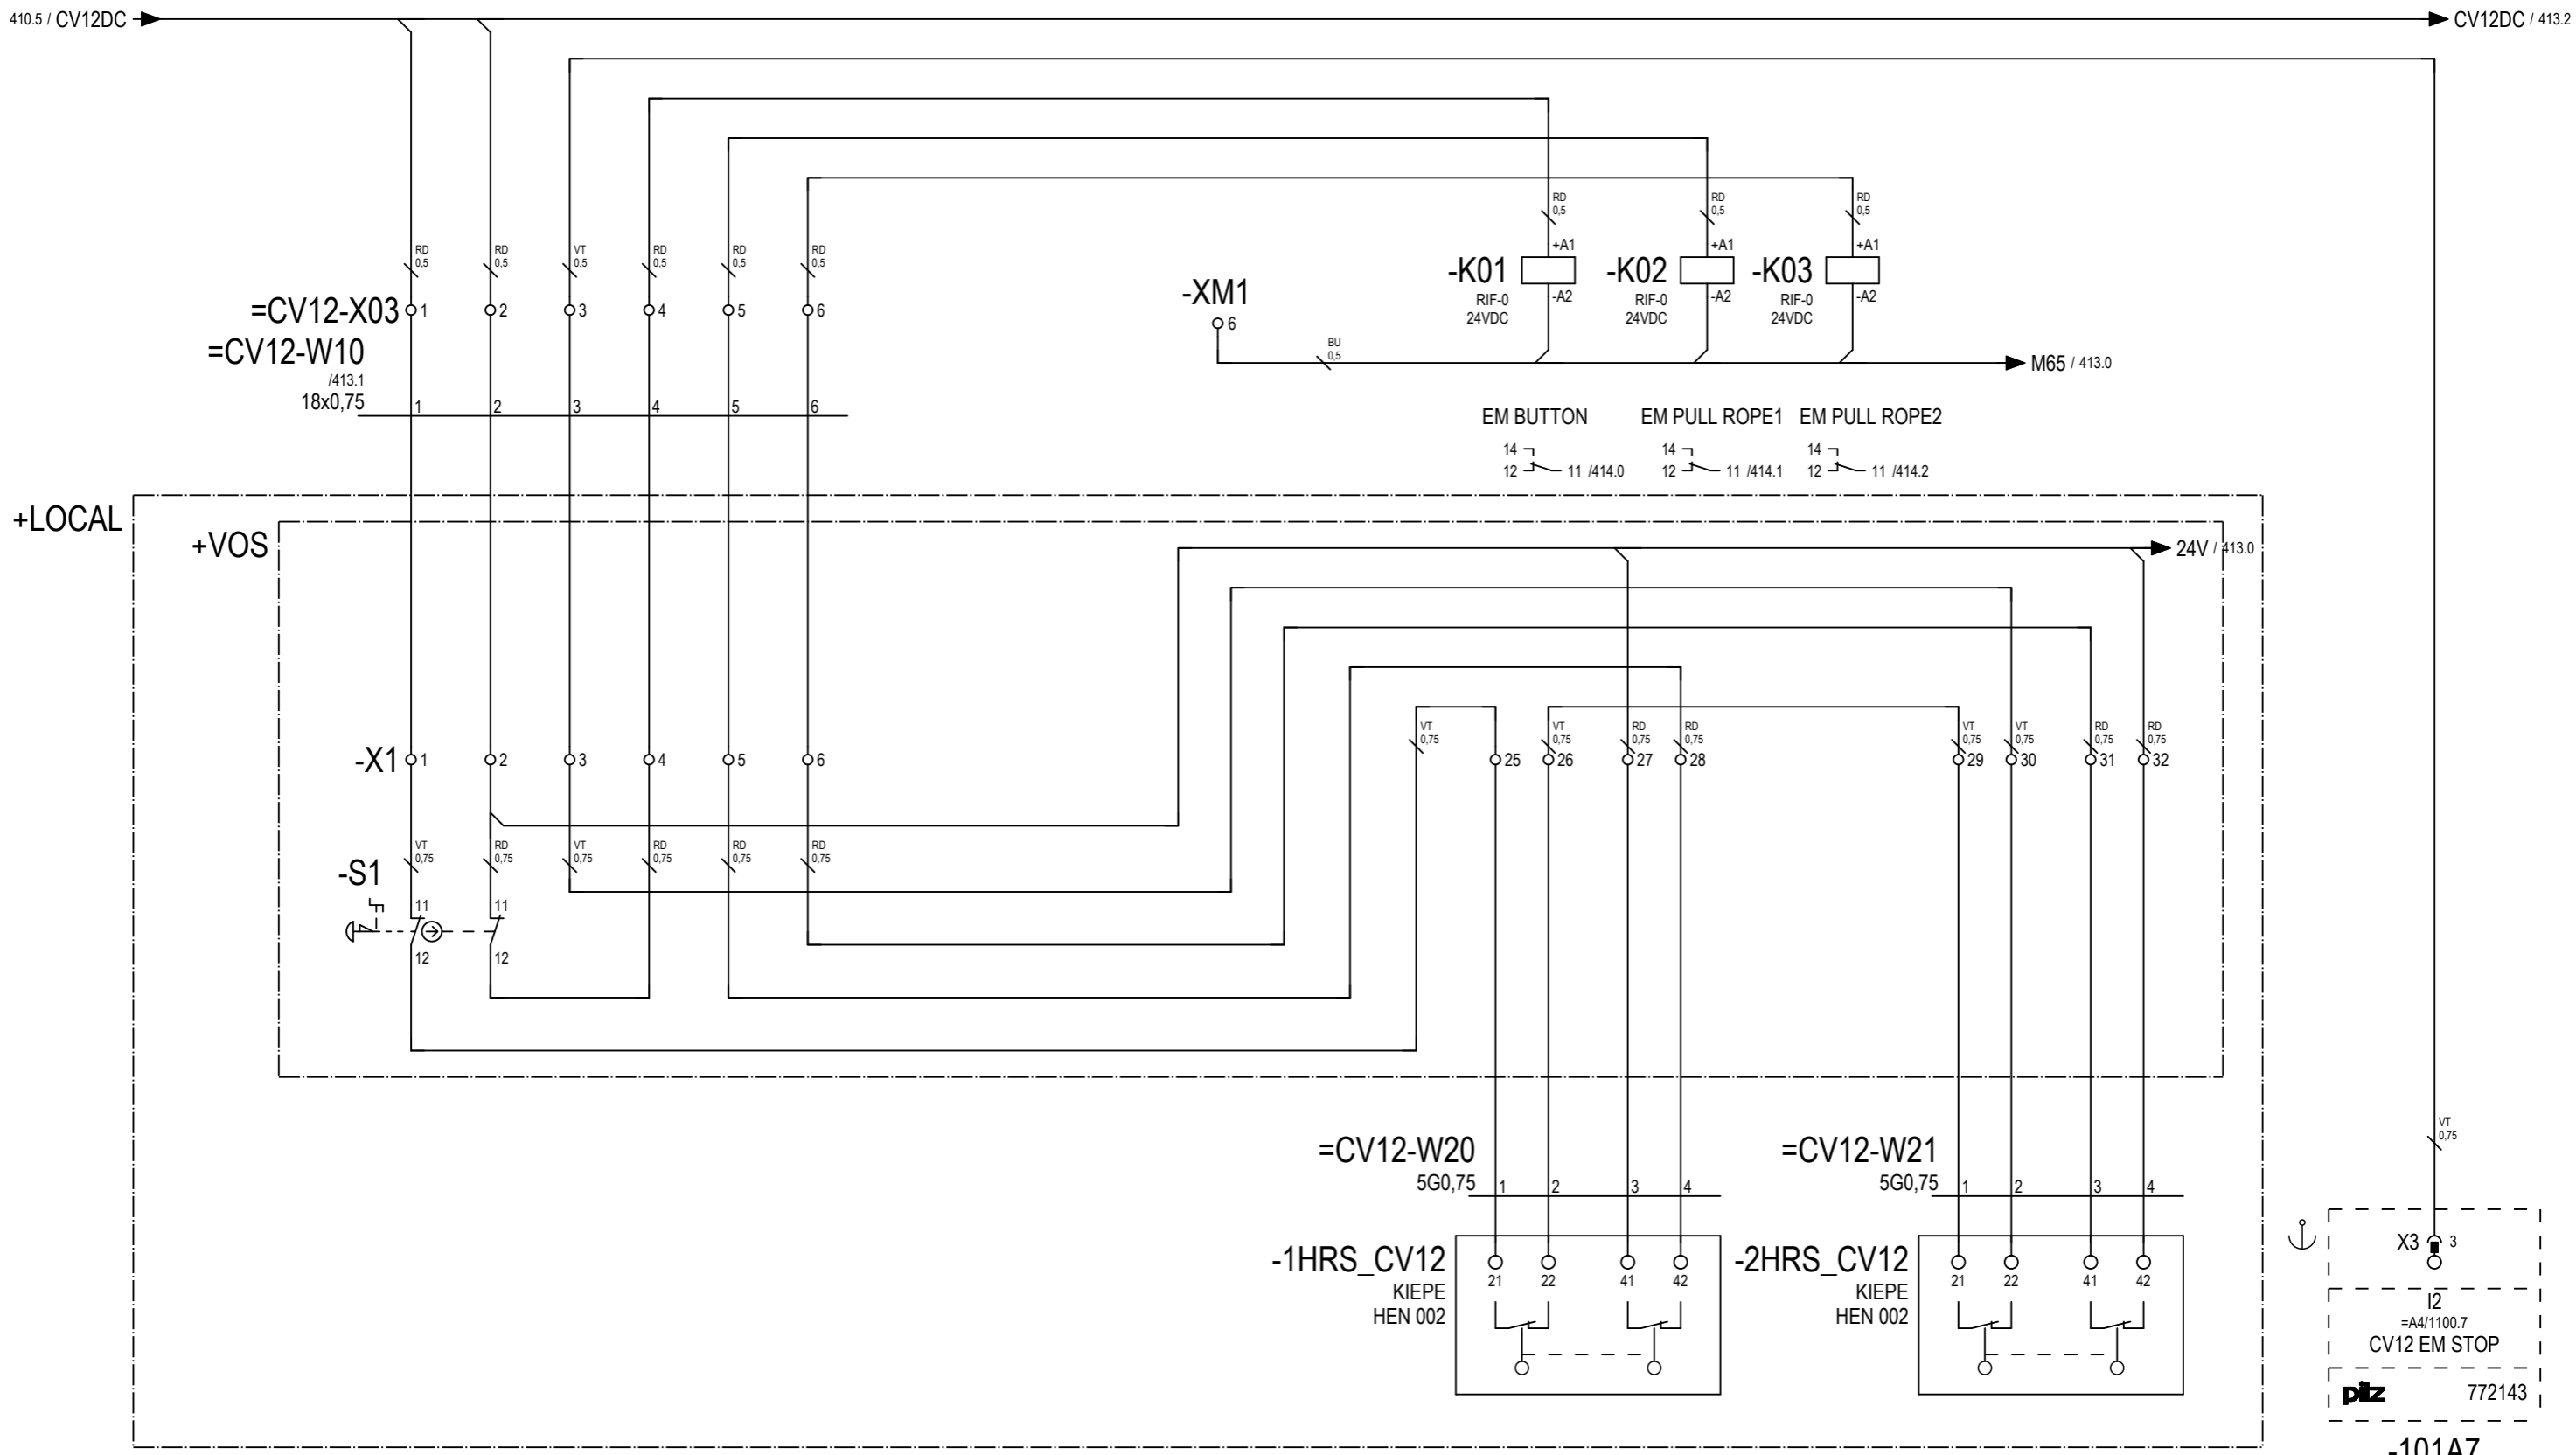 410.5 / CV12DC
CV12DC / 413.2
RD 0,5
RD 0,5
VT 0,5
RD 0,5
RD 0,5
RD 0,5
RD 0,5
RD 0,5
RD 0,5
=CV12-X03 1 2 3 4 5 6
=CV12-W10
/413.1
18x0,75
1 2 3 4 5 6
-XM1
6
BU 0,5
-K01
RIF-0
24VDC
+A1
-A2
-K02
RIF-0
24VDC
+A1
-A2
-K03
RIF-0
24VDC
+A1
-A2
M65 / 413.0
EM BUTTON
14
12 11 /414.0
EM PULL ROPE1
14
12 11 /414.1
EM PULL ROPE2
14
12 11 /414.2
+LOCAL
+VOS
24V / 413.0
VT 0,75
VT 0,75
RD 0,75
RD 0,75
VT 0,75
VT 0,75
RD 0,75
RD 0,75
-X1 1 2 3 4 5 6 25 26 27 28 29 30 31 32
VT 0,75
RD 0,75
VT 0,75
RD 0,75
RD 0,75
RD 0,75
-S1
11 11
12 12
=CV12-W20
5G0,75
1 2 3 4
=CV12-W21
5G0,75
1 2 3 4
VT 0,75
-1HRS_CV12
KIEPE
HEN 002
21 22 41 42
-2HRS_CV12
KIEPE
HEN 002
21 22 41 42
X3 3
I2
=A4/1100.7
CV12 EM STOP
pilz 772143
-101A7